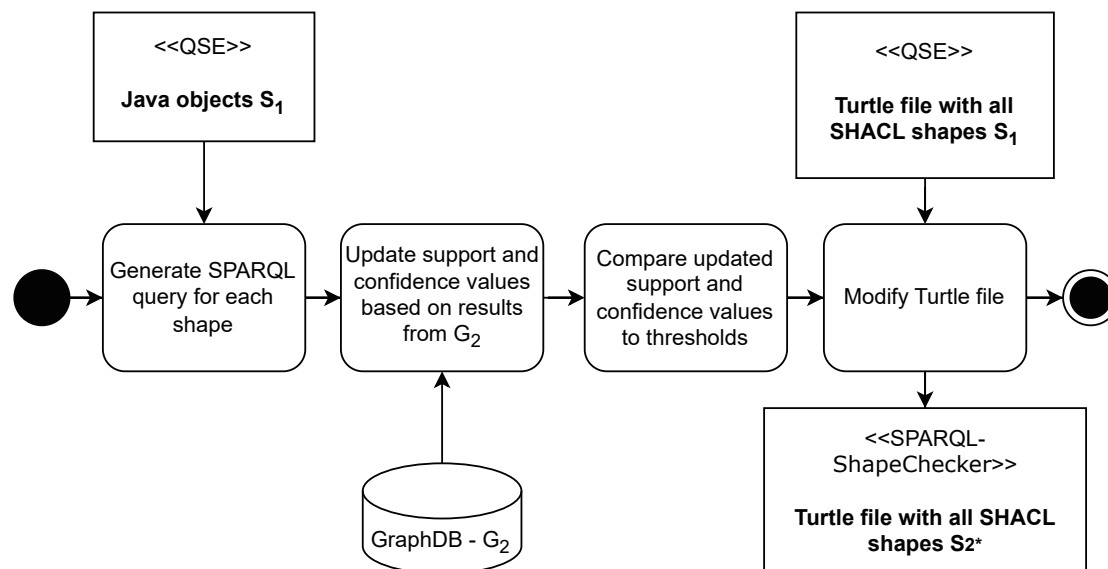 <<QSE>>
Java objects S1
<<QSE>>
Turtle file with all
SHACL shapes S1
Generate SPARQL
query for each
shape
Update support and
confidence values
based on results
from G2
Compare updated
support and
confidence values
to thresholds
Modify Turtle file
GraphDB - G2
<<SPARQL-
ShapeChecker>>
Turtle file with all SHACL
shapes S2*